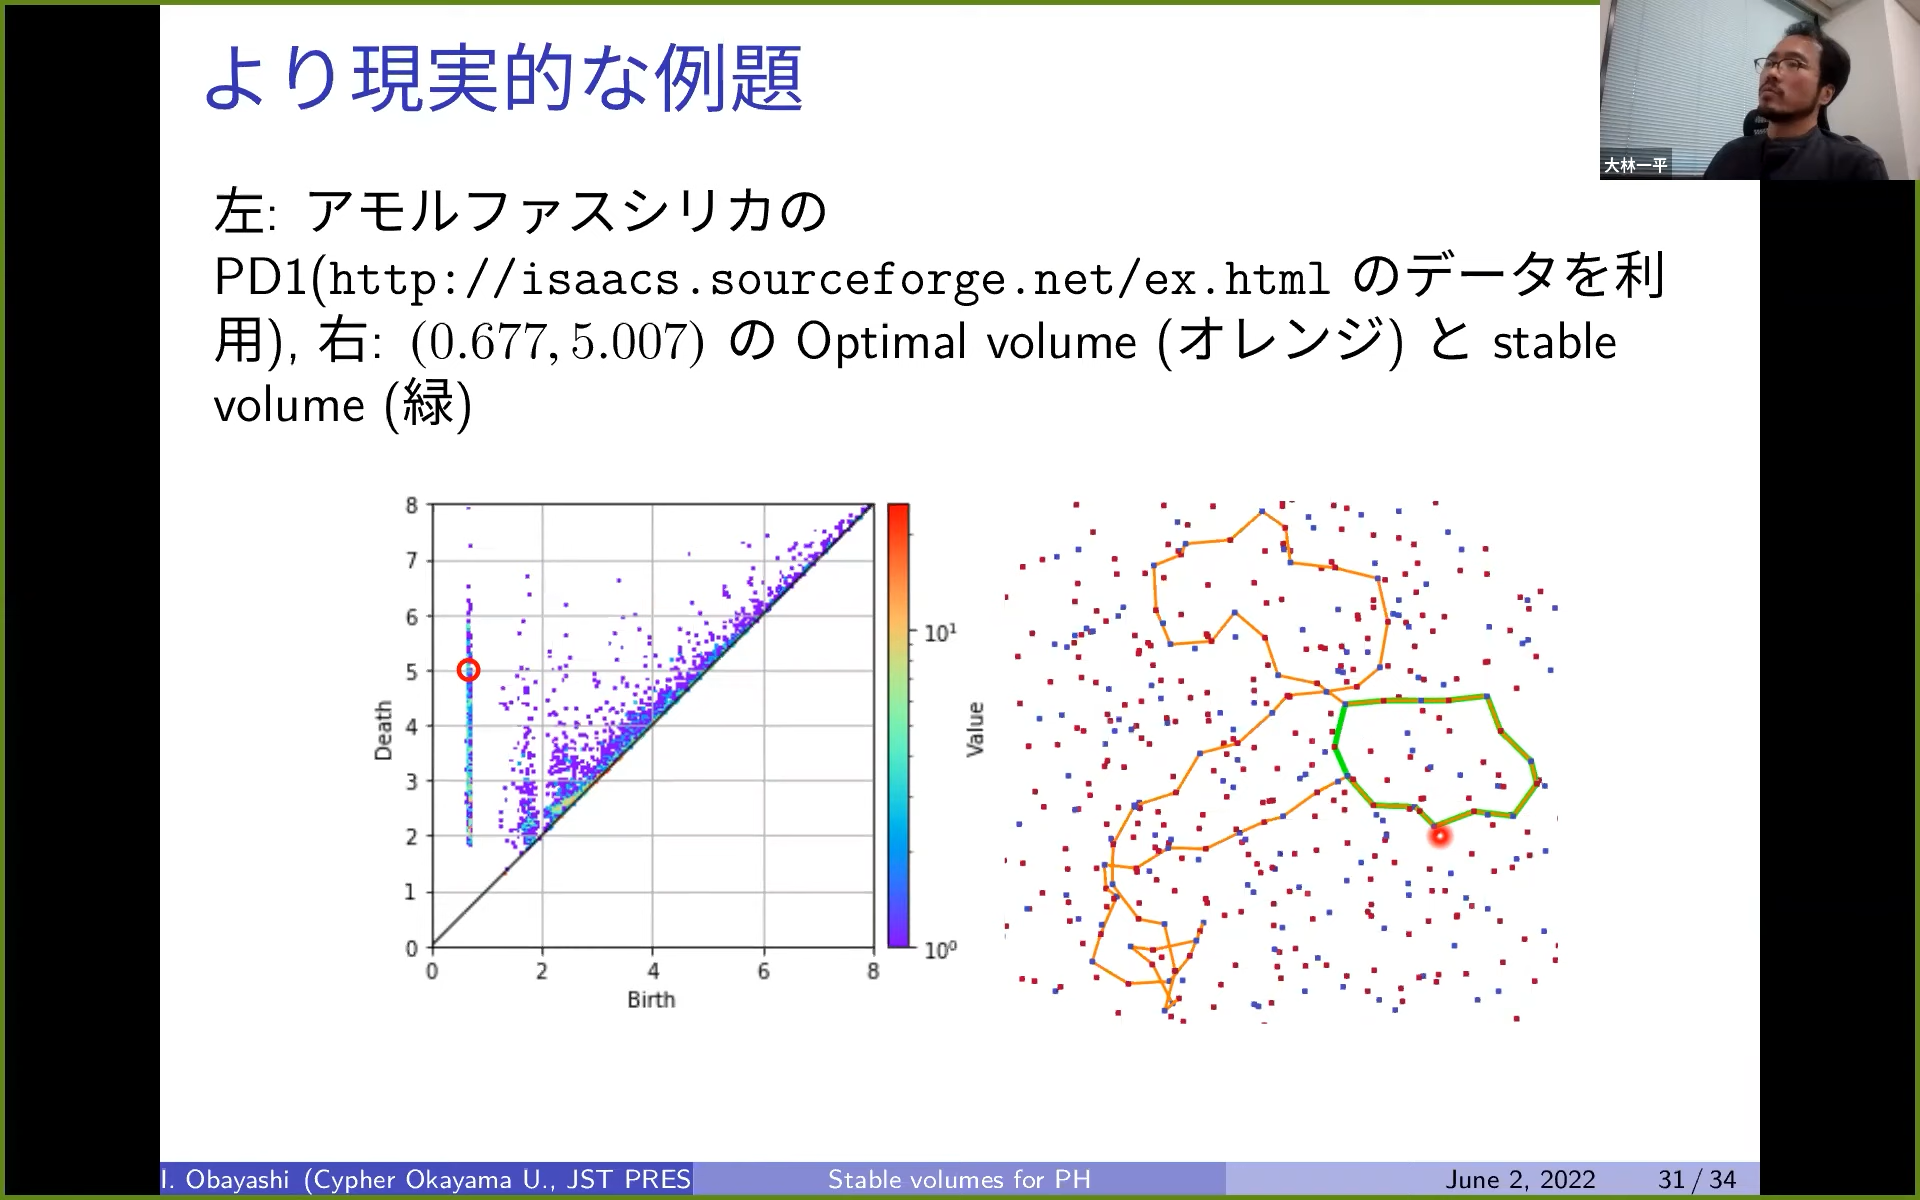 より現実的な例題
大林一平
左: アモルファスシリカの
PD1(http://isaacs.sourceforge.net/ex.html のデータを利
用), 右: (0.677, 5.007) の Optimal volume (オレンジ) と stable
volume (緑)
8
7
6
5
4
3
2
1
0
Death
0 2 4 6 8
Birth
10¹
10⁰
Value
I. Obayashi (Cypher Okayama U., JST PRES
Stable volumes for PH
June 2, 2022
31 / 34